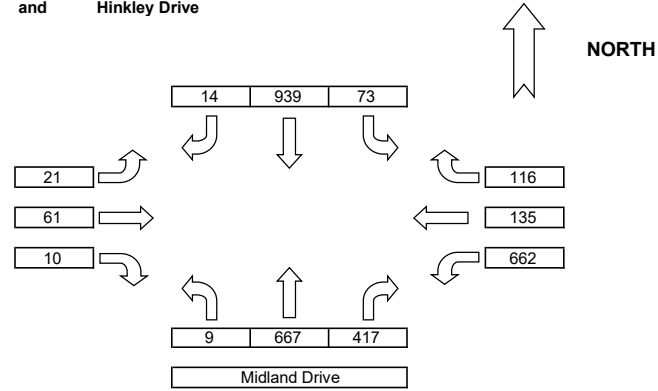 and Hinkley Drive
NORTH
14 939 73
21 116
61 135
10 662
9 667 417
Midland Drive